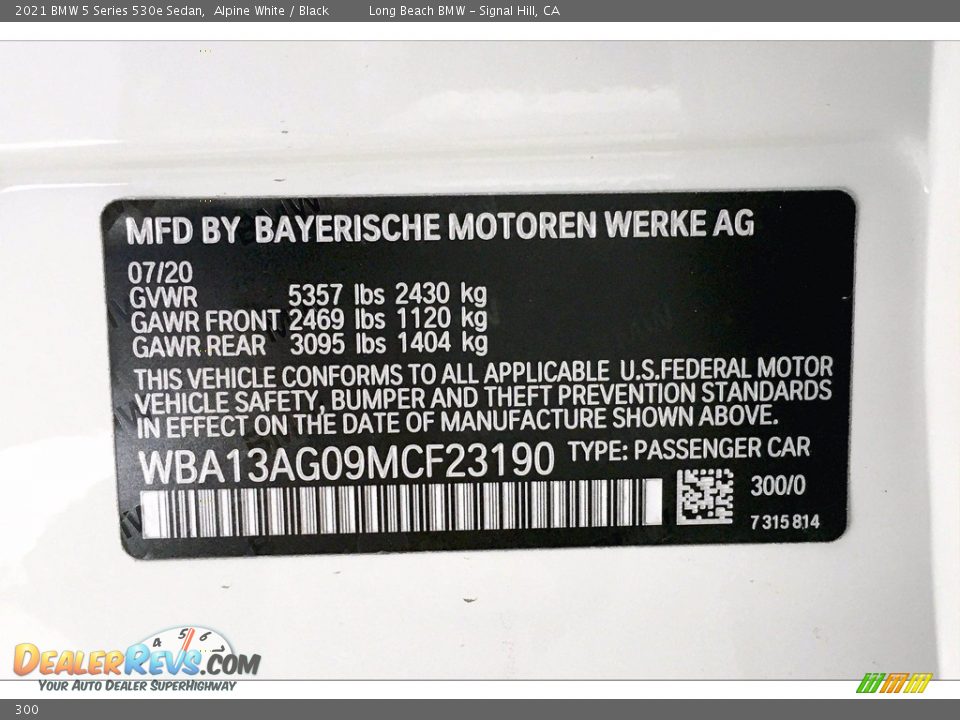 2021 BMW 5 Series 530e Sedan, Alpine White / Black Long Beach BMW - Signal Hill, CA
MFD BY BAYERISCHE MOTOREN WERKE AG
07/20
GVWR 5357 lbs 2430 kg
GAWR FRONT 2469 lbs 1120 kg
GAWR REAR 3095 lbs 1404 kg
THIS VEHICLE CONFORMS TO ALL APPLICABLE U.S.FEDERAL MOTOR
VEHICLE SAFETY, BUMPER AND THEFT PREVENTION STANDARDS
IN EFFECT ON THE DATE OF MANUFACTURE SHOWN ABOVE.
WBA13AG09MCF23190 TYPE: PASSENGER CAR
300/0
7 315 814
4 5 6 7
DEALERREVS.COM
YOUR AUTO DEALER SUPERHIGHWAY
300